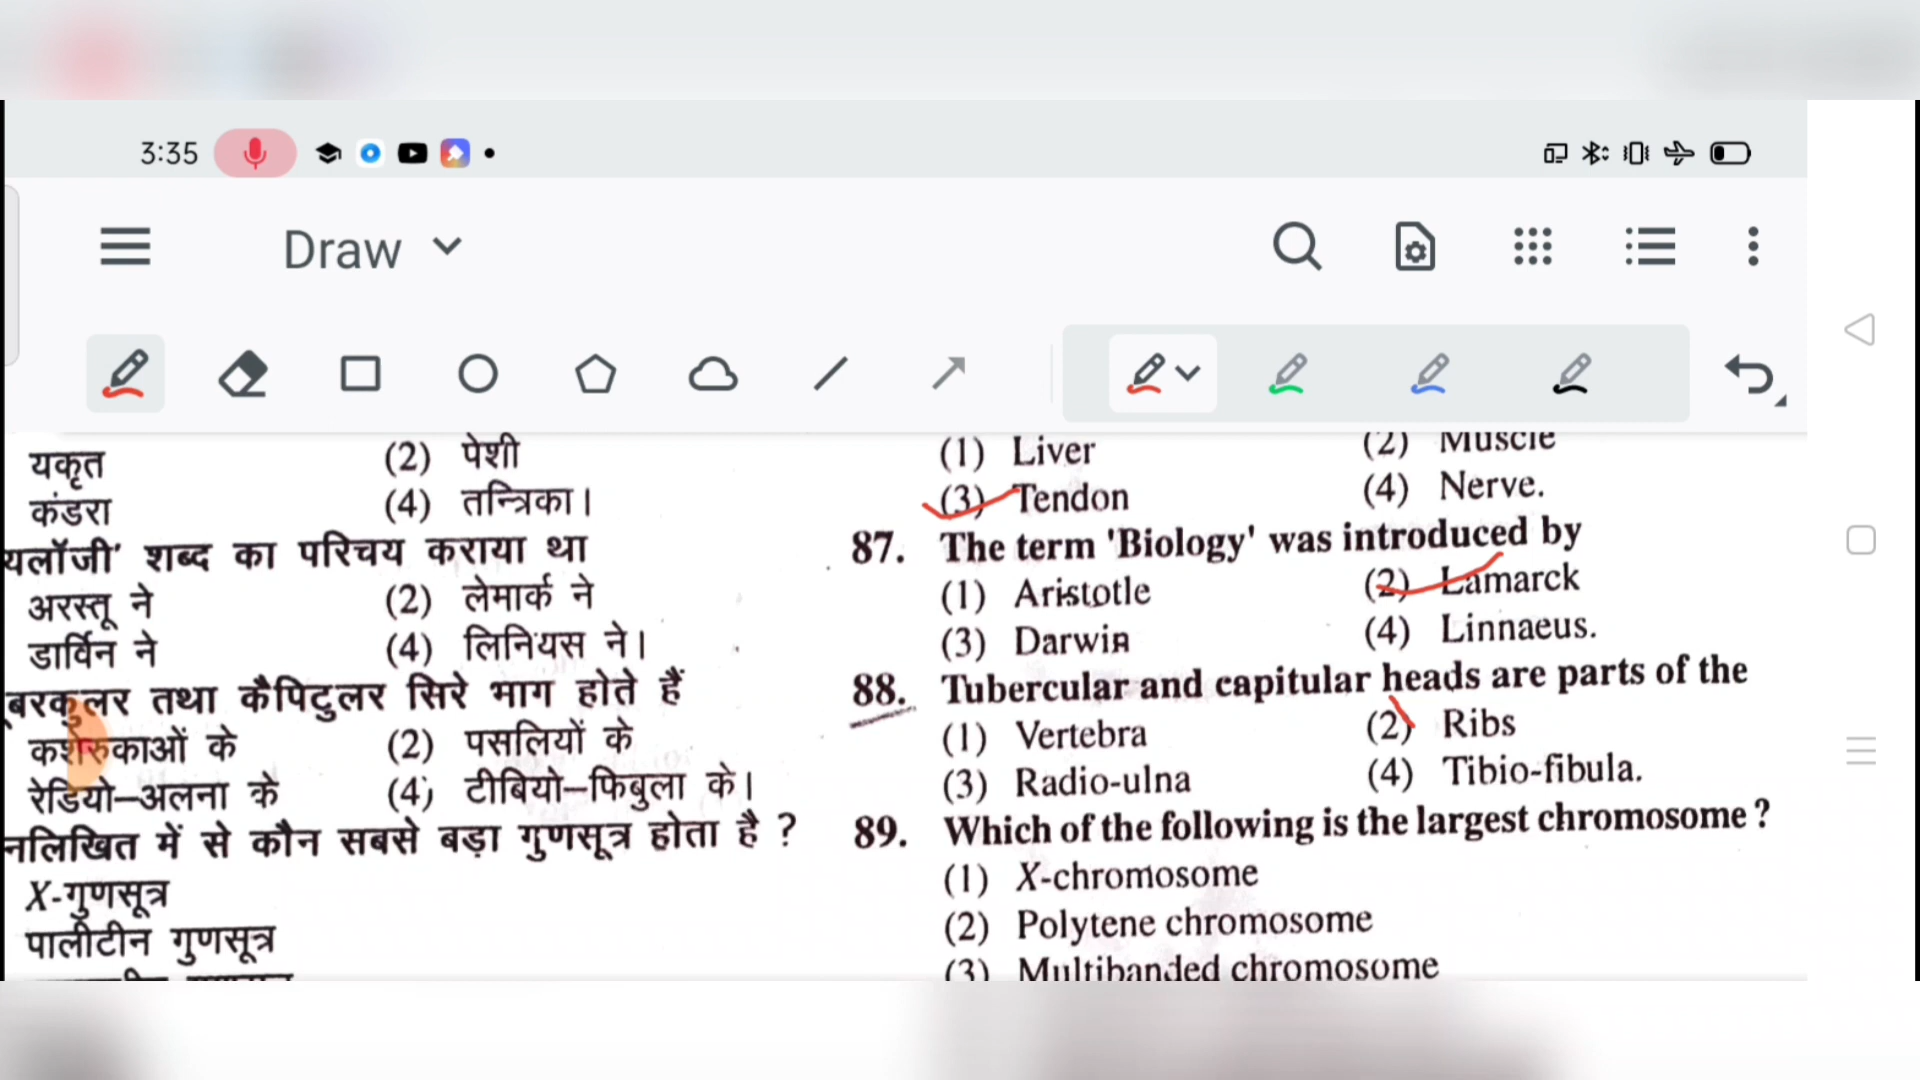 3:35
Draw
यकृत (2) पेशी
कंडरा (4) तन्त्रिका।
यलॉजी' शब्द का परिचय कराया था
अरस्तू ने (2) लेमार्क ने
डार्विन ने (4) लिनियस ने।
बरकुलर तथा कैपिटुलर सिरे भाग होते हैं
कशेरुकाओं के (2) पसलियों के
रेडियो–अलना के (4) टीबियो–फिबुला के।
नलिखित में से कौन सबसे बड़ा गुणसूत्र होता है ?
X-गुणसूत्र
पालीटीन गुणसूत्र
(1) Liver (2) Muscle
(3) Tendon (4) Nerve.
87. The term 'Biology' was introduced by
(1) Aristotle (2) Lamarck
(3) Darwin (4) Linnaeus.
88. Tubercular and capitular heads are parts of the
(1) Vertebra (2) Ribs
(3) Radio-ulna (4) Tibio-fibula.
89. Which of the following is the largest chromosome ?
(1) X-chromosome
(2) Polytene chromosome
(3) Multibanded chromosome